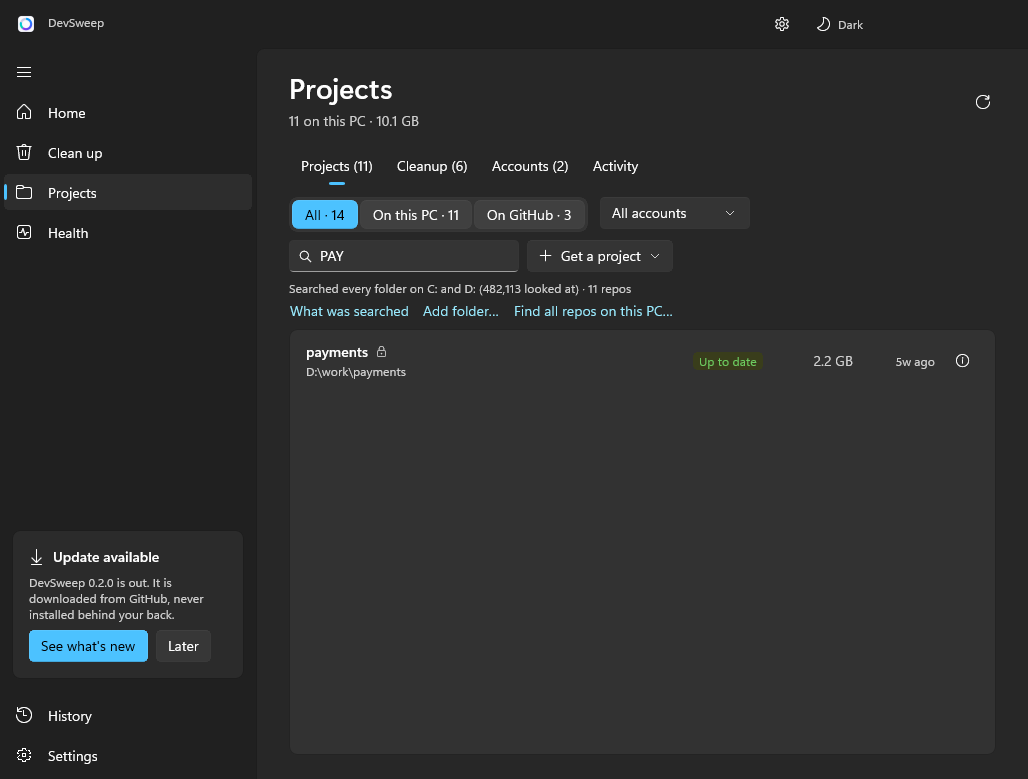 DevSweep
Dark
Home
Clean up
Projects
Health
Projects
11 on this PC · 10.1 GB
Projects (11)
Cleanup (6)
Accounts (2)
Activity
All · 14
On this PC · 11
On GitHub · 3
All accounts
PAY
Get a project
Searched every folder on C: and D: (482,113 looked at) · 11 repos
What was searched
Add folder...
Find all repos on this PC...
payments
D:\work\payments
Up to date
2.2 GB
5w ago
Update available
DevSweep 0.2.0 is out. It is
downloaded from GitHub, never
installed behind your back.
See what's new
Later
History
Settings